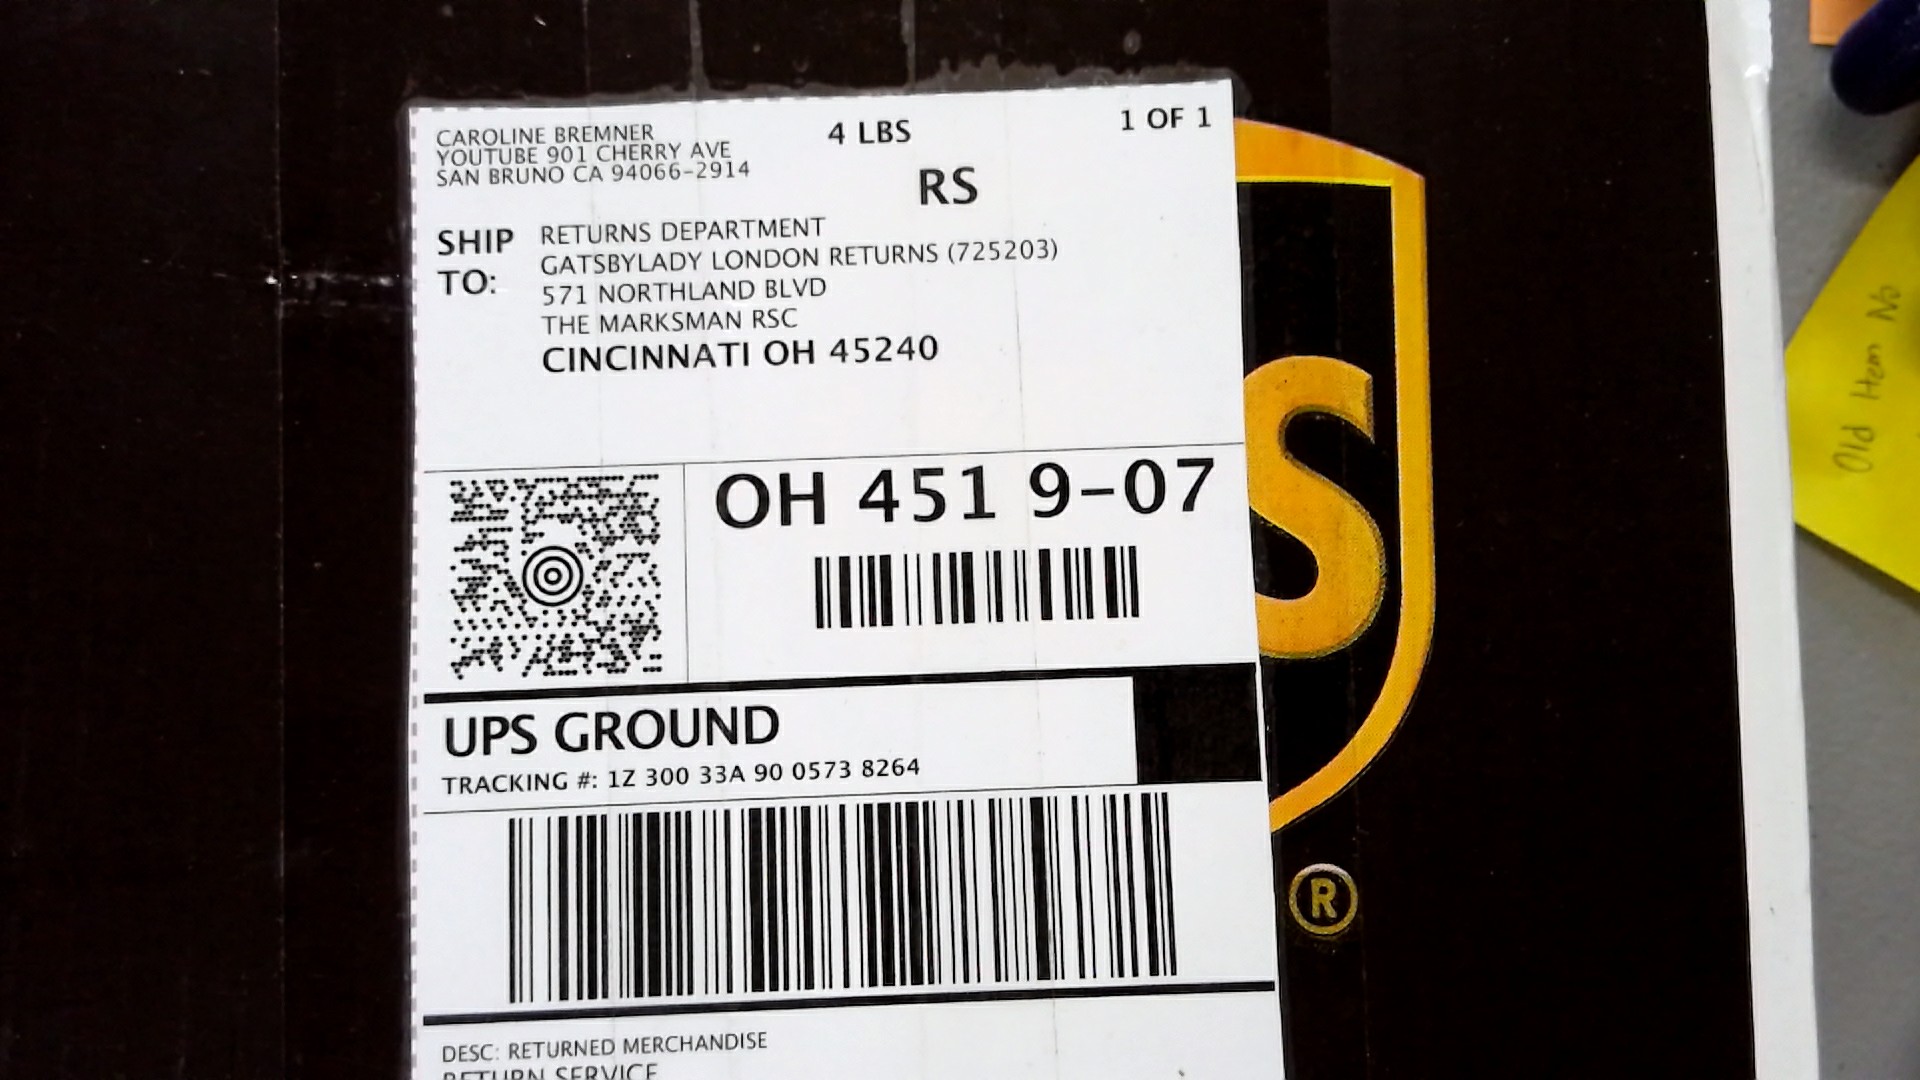 CAROLINE BREMNER
YOUTUBE 901 CHERRY AVE
SAN BRUNO CA 94066-2914
4 LBS
1 OF 1
RS
SHIP TO:
RETURNS DEPARTMENT
GATSBYLADY LONDON RETURNS (725203)
571 NORTHLAND BLVD
THE MARKSMAN RSC
CINCINNATI OH 45240
OH 451 9-07
UPS GROUND
TRACKING #: 1Z 300 33A 90 0573 8264
DESC: RETURNED MERCHANDISE
RETURN SERVICE
S
®
Old Item No